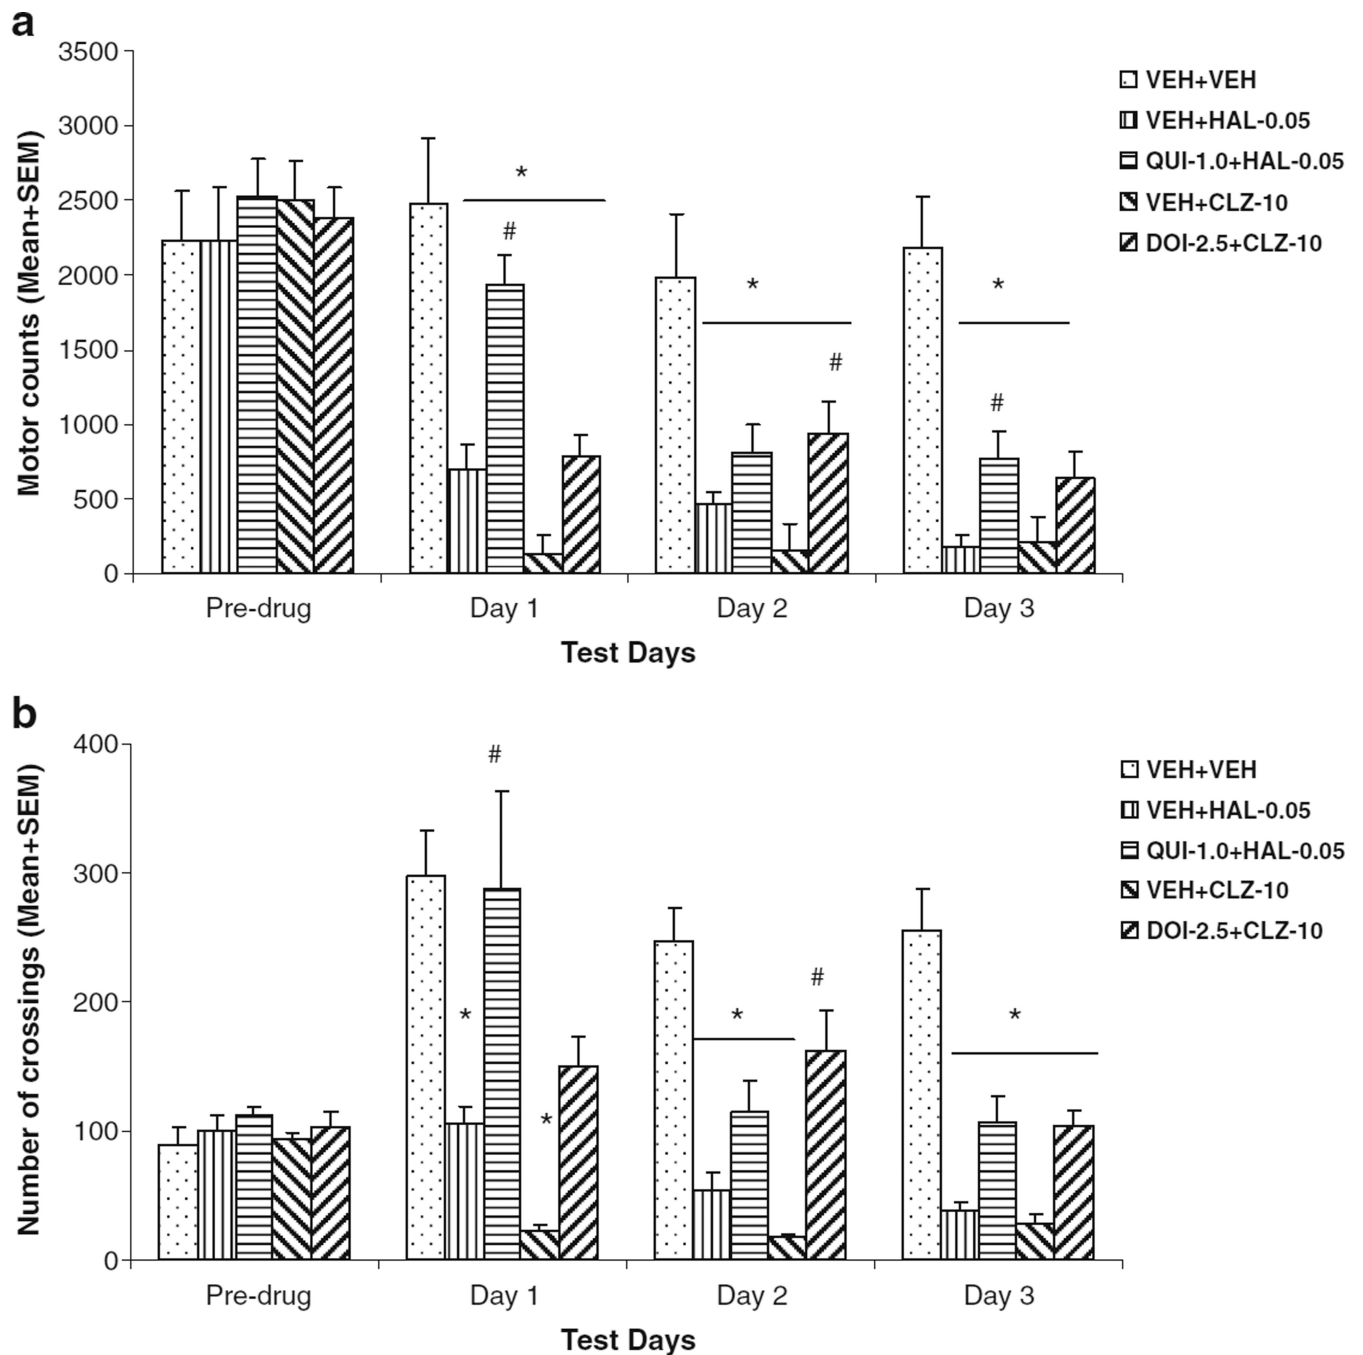 a
3500
3000
2500
2000
1500
1000
500
0
Motor counts (Mean+SEM)
*
#
*
#
*
#
VEH+VEH
VEH+HAL-0.05
QUI-1.0+HAL-0.05
VEH+CLZ-10
DOI-2.5+CLZ-10
Pre-drug
Day 1
Day 2
Day 3
Test Days
b
400
300
200
100
0
Number of crossings (Mean+SEM)
#
*
*
*
#
*
VEH+VEH
VEH+HAL-0.05
QUI-1.0+HAL-0.05
VEH+CLZ-10
DOI-2.5+CLZ-10
Pre-drug
Day 1
Day 2
Day 3
Test Days